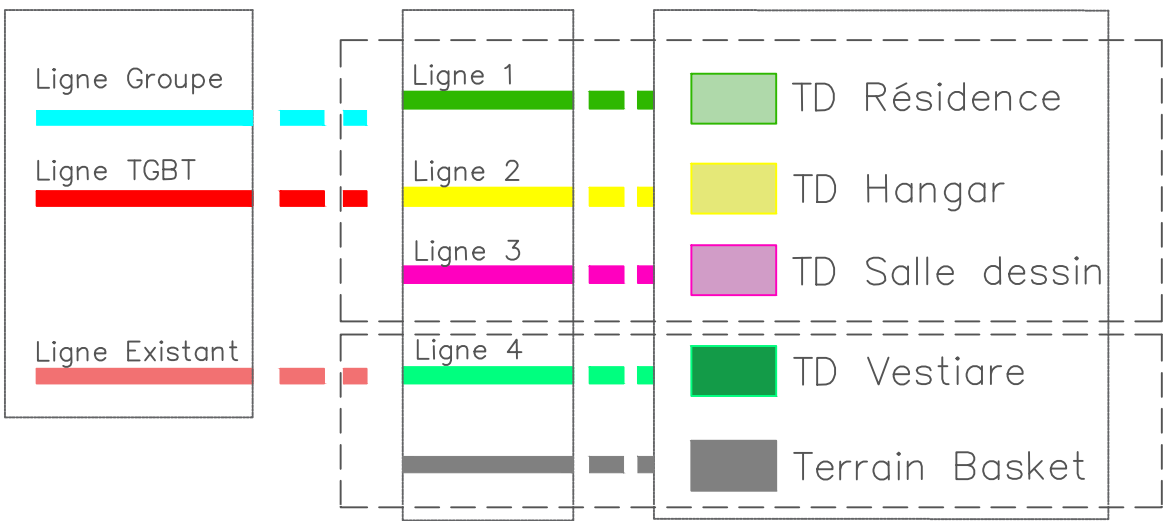 Ligne Groupe
Ligne TGBT
Ligne Existant
Ligne 1
Ligne 2
Ligne 3
Ligne 4
TD Résidence
TD Hangar
TD Salle dessin
TD Vestiare
Terrain Basket